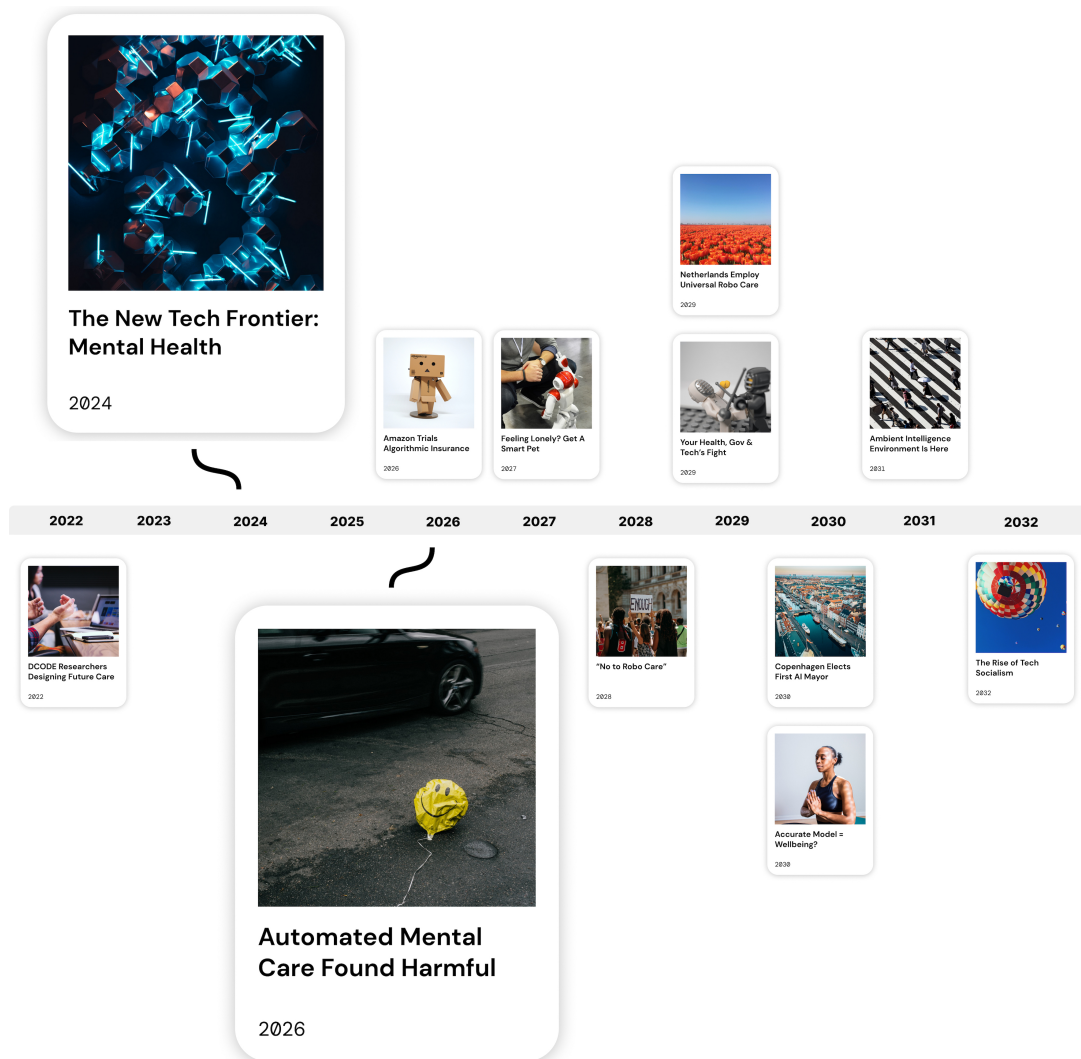 The New Tech Frontier:
Mental Health
2024
Netherlands Employ
Universal Robo Care
2029
Amazon Trials
Algorithmic Insurance
2026
Feeling Lonely? Get A
Smart Pet
2027
Your Health, Gov &
Tech's Fight
2029
Ambient Intelligence
Environment Is Here
2031
2022 2023 2024 2025 2026 2027 2028 2029 2030 2031 2032
DCODE Researchers
Designing Future Care
2022
ENOUGH
“No to Robo Care”
2028
Copenhagen Elects
First AI Mayor
2030
The Rise of Tech
Socialism
2032
Automated Mental
Care Found Harmful
2026
Accurate Model =
Wellbeing?
2030